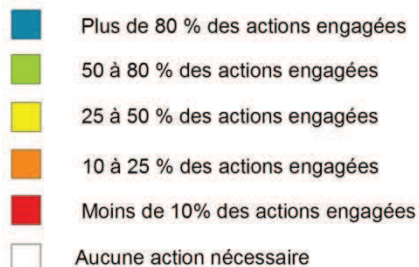 Plus de 80 % des actions engagées
50 à 80 % des actions engagées
25 à 50 % des actions engagées
10 à 25 % des actions engagées
Moins de 10% des actions engagées
Aucune action nécessaire